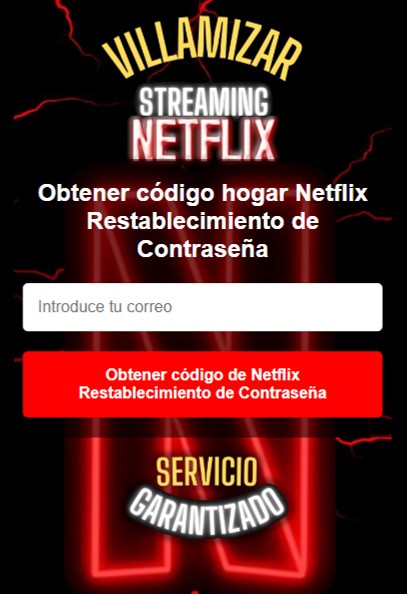 VILLAMIZAR
STREAMING
NETFLIX
Obtener código hogar Netflix
Restablecimiento de
Contraseña
Introduce tu correo
Obtener código de Netflix
Restablecimiento de Contraseña
SERVICIO
GARANTIZADO